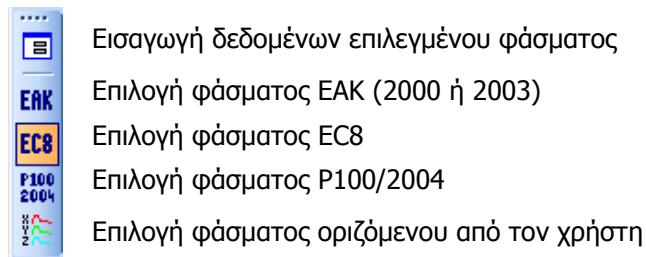 Εισαγωγή δεδομένων επιλεγμένου φάσματος
ΕΑΚ Επιλογή φάσματος ΕΑΚ (2000 ή 2003)
EC8 Επιλογή φάσματος EC8
P100 2004 Επιλογή φάσματος P100/2004
X Y Z Επιλογή φάσματος οριζόμενου από τον χρήστη